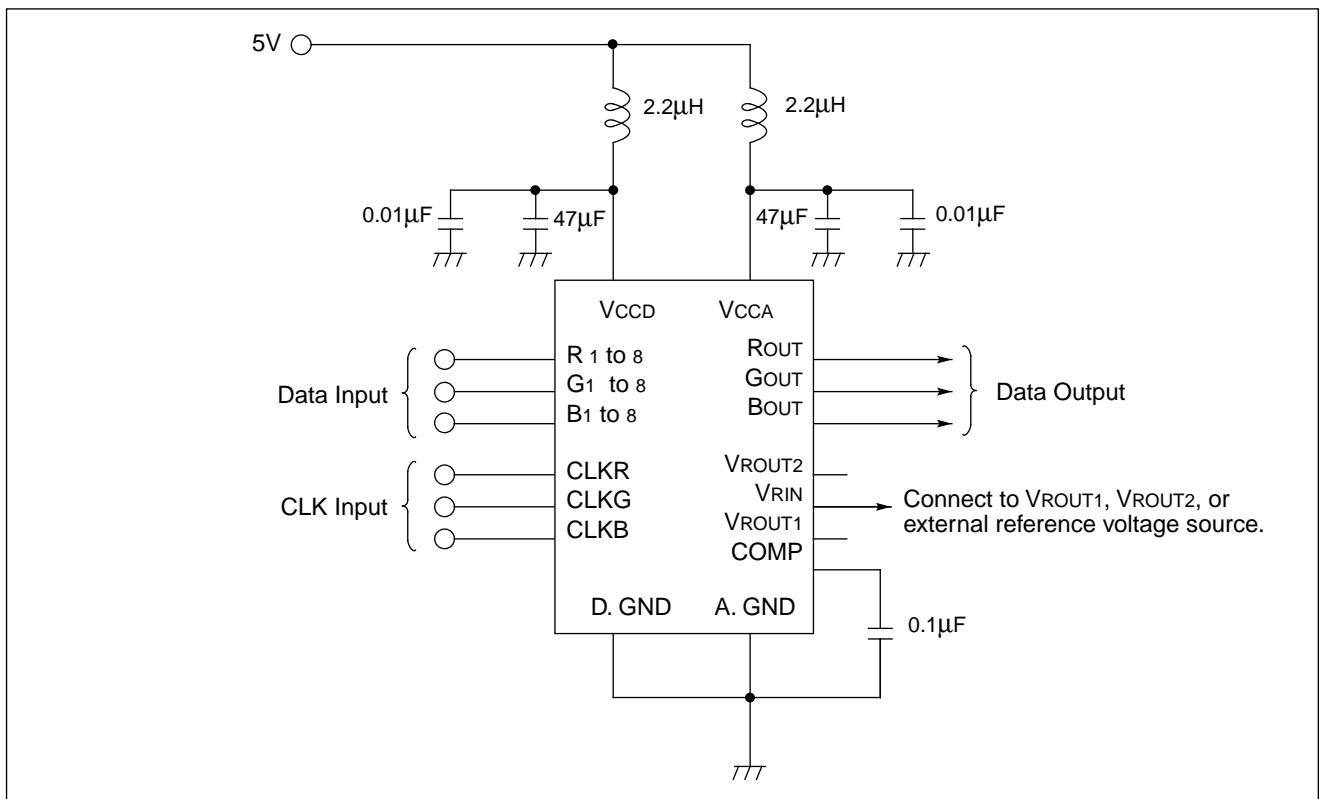 5V
2.2µH
2.2µH
0.01µF
47µF
47µF
0.01µF
VCCD
VCCA
Data Input
R 1 to 8
G1 to 8
B1 to 8
ROUT
GOUT
BOUT
Data Output
CLK Input
CLKR
CLKG
CLKB
VROUT2
VRIN
VROUT1
COMP
Connect to VROUT1, VROUT2, or
external reference voltage source.
D. GND
A. GND
0.1µF